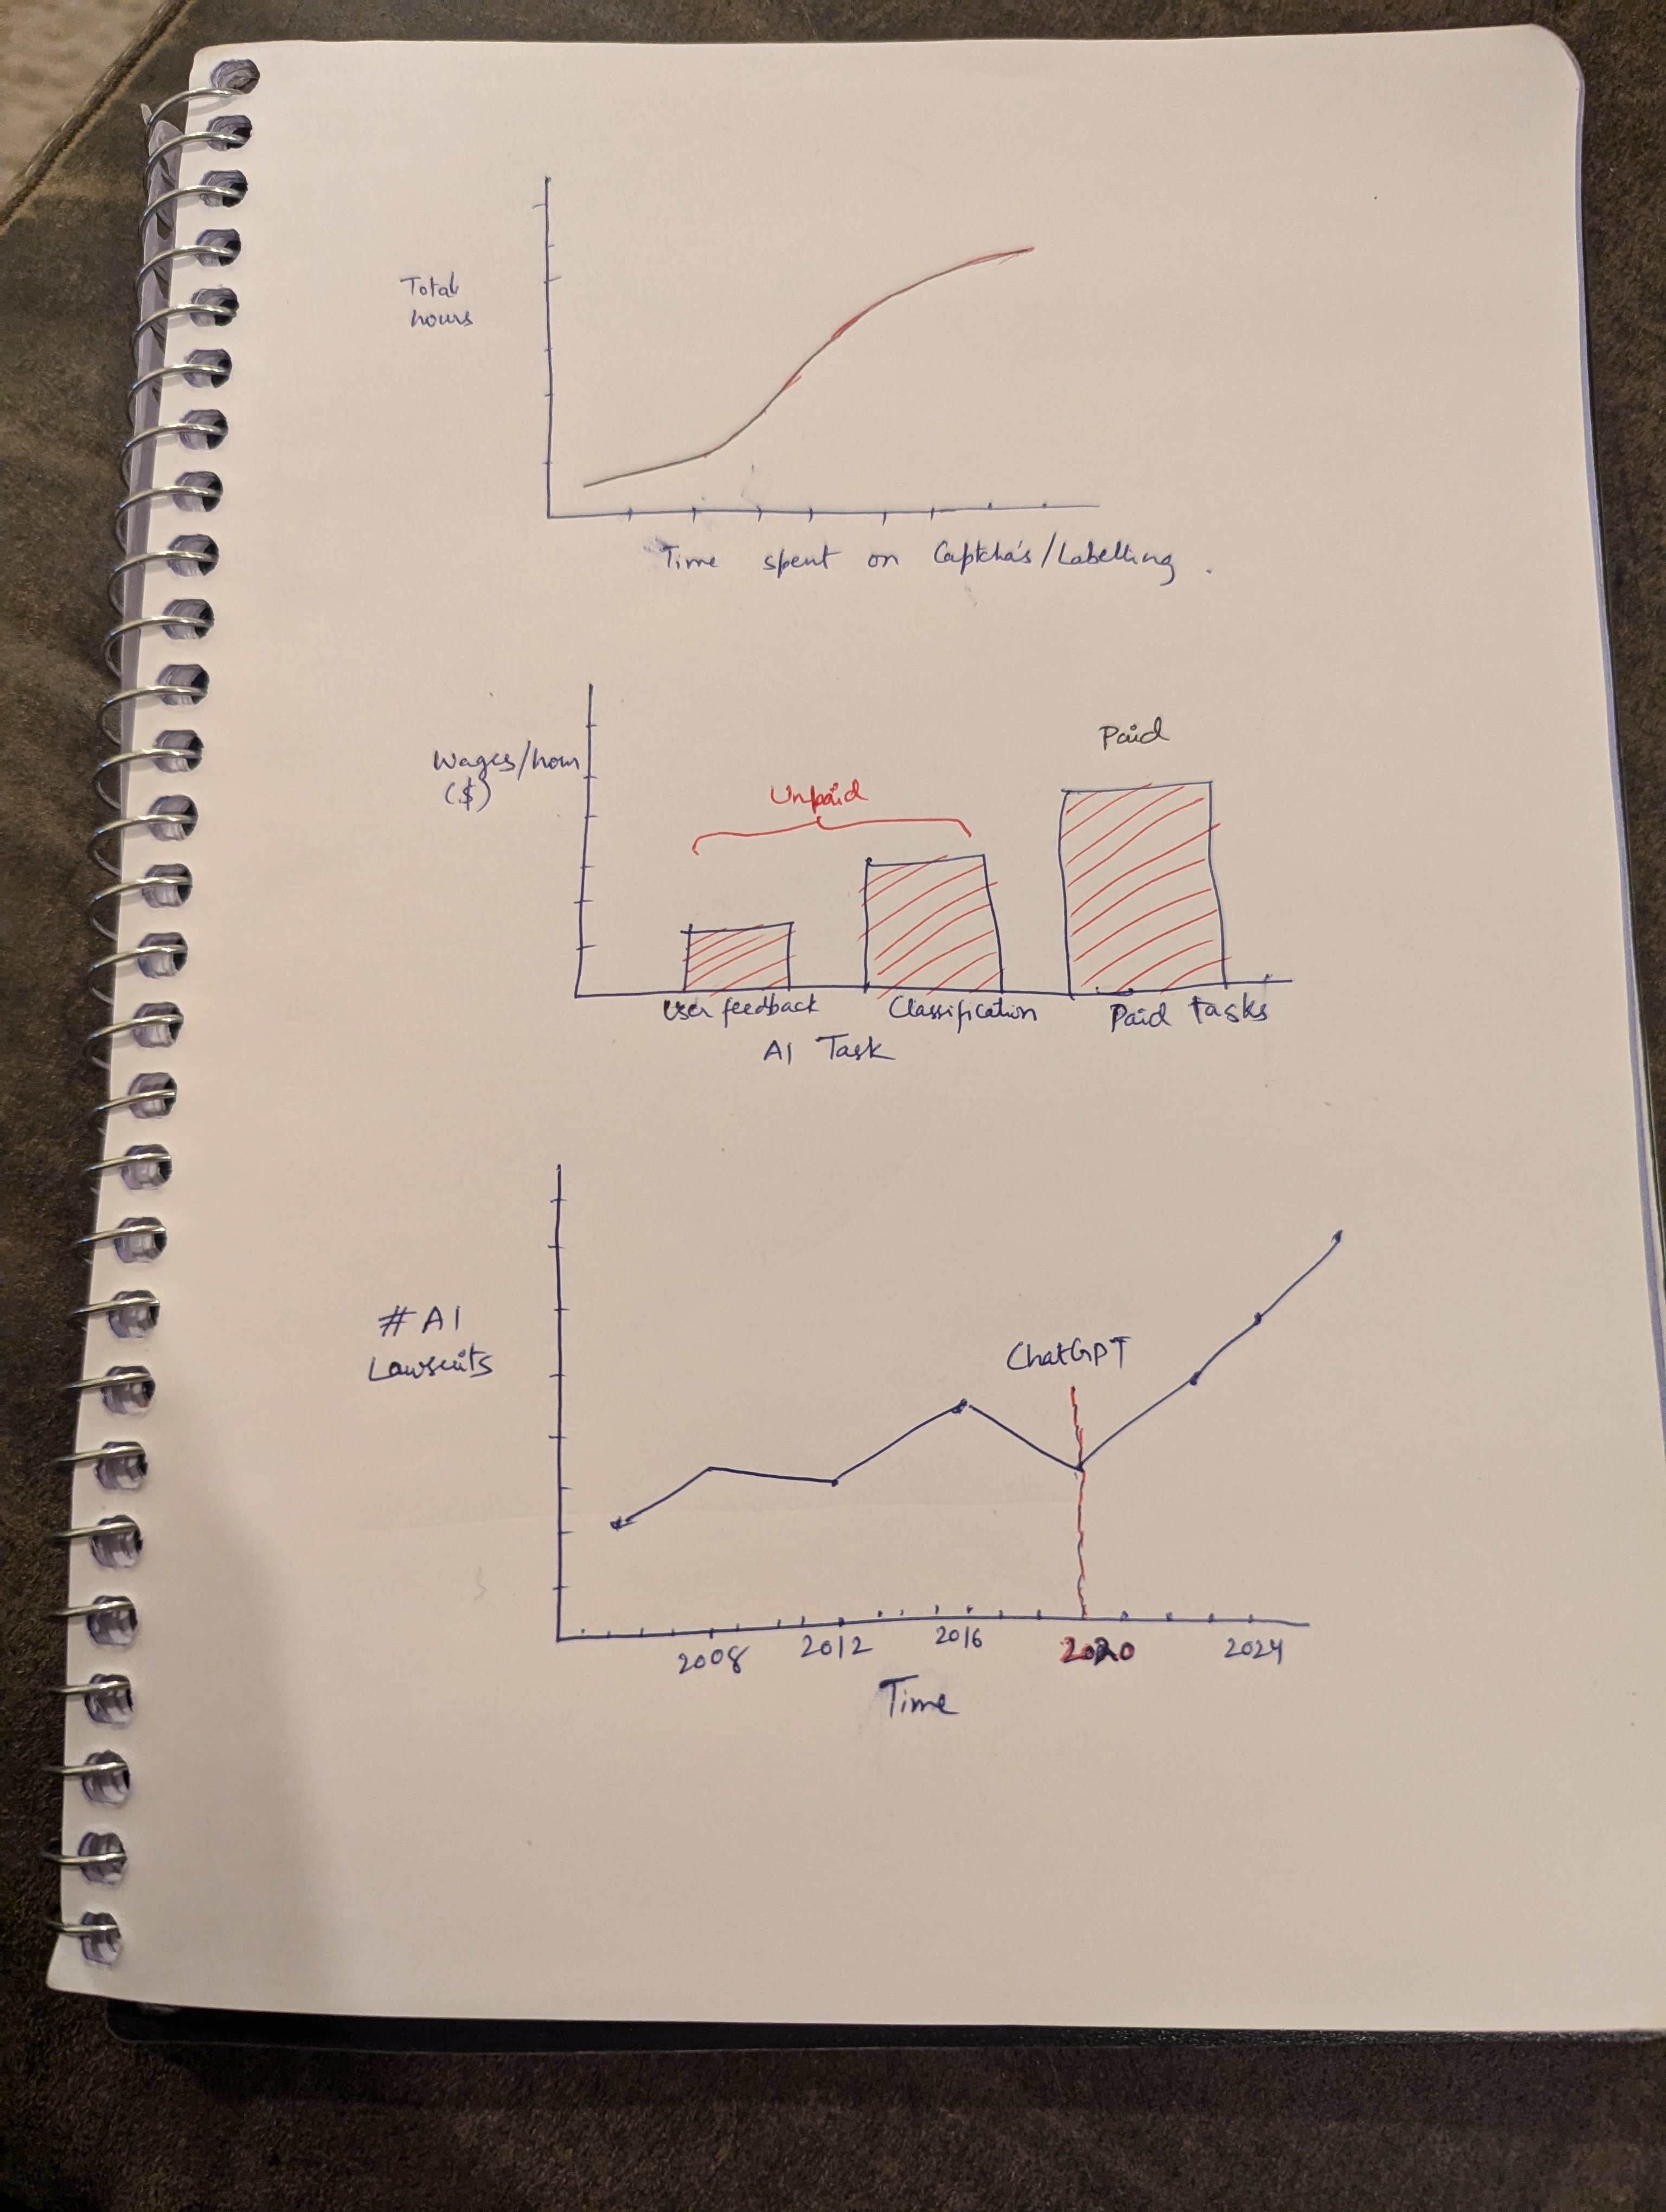 Total
hours
Time spent on Captcha's/Labelling.
Wages/hour
($)
Unpaid
Paid
User feedback
Classification
Paid Tasks
AI Task
#AI
Lawsuits
ChatGPT
2008
2012
2016
2020
2024
Time